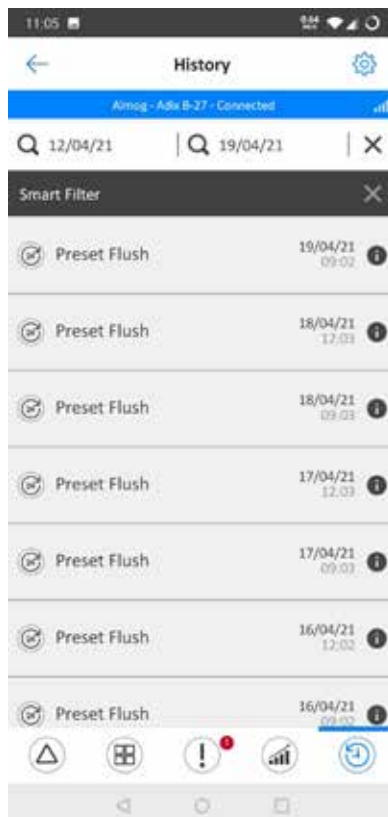 11:05
0.64
History
Almog - Adix B-27 - Connected
12/04/21 19/04/21
Smart Filter
Preset Flush 19/04/21
09:02
Preset Flush 18/04/21
12:03
Preset Flush 18/04/21
09:03
Preset Flush 17/04/21
12:03
Preset Flush 17/04/21
09:03
Preset Flush 16/04/21
12:02
Preset Flush 16/04/21
09:02